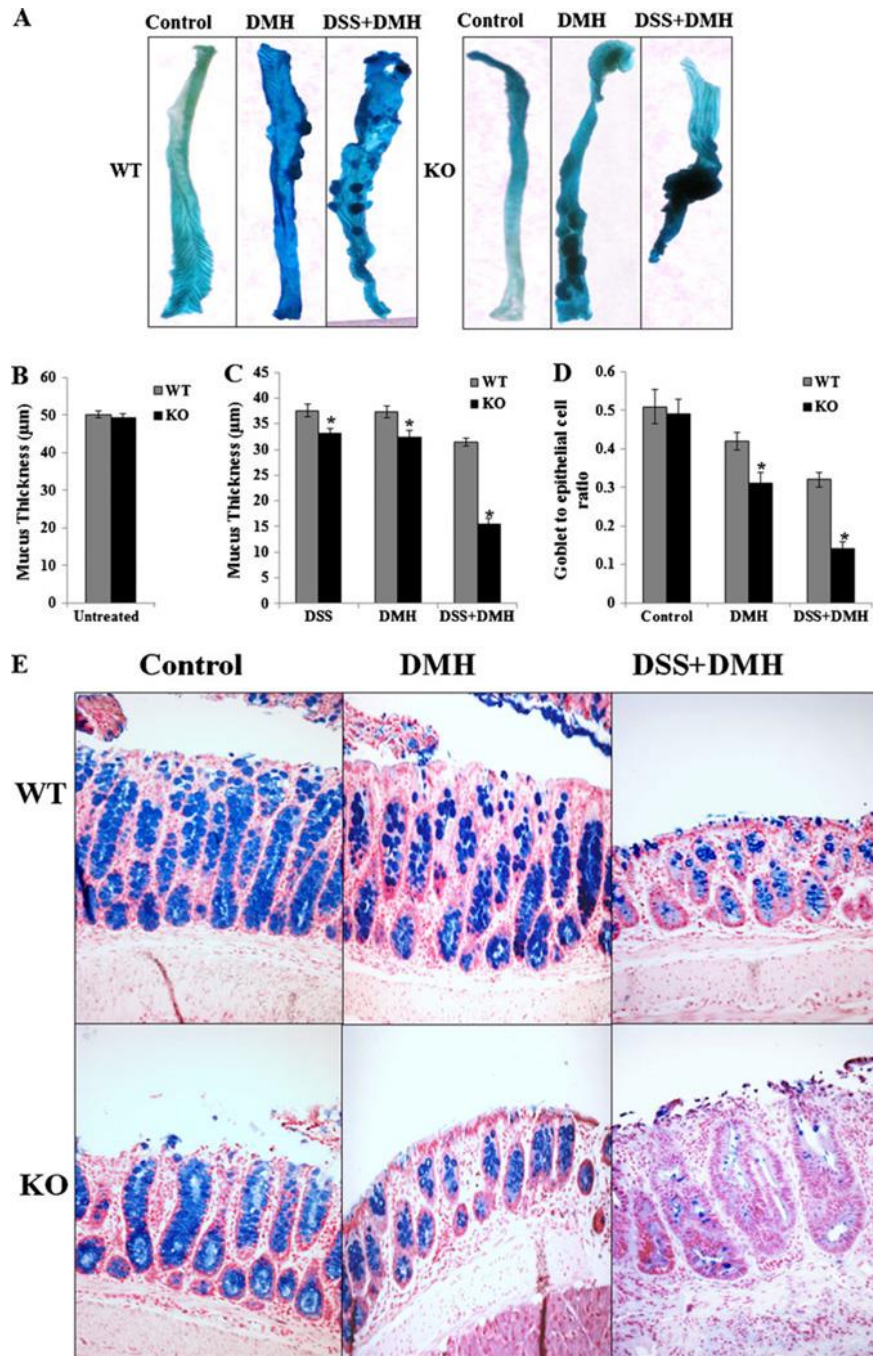 A
Control DMH DSS+DMH Control DMH DSS+DMH
WT KO
B
Mucus Thickness (µm)
60
50
40
30
20
10
0
Untreated
WT
KO
C
Mucus Thickness (µm)
45
40
35
30
25
20
15
10
5
0
* * *
DSS DMH DSS+DMH
WT
KO
D
Goblet to epithelial cell
ratio
0.6
0.5
0.4
0.3
0.2
0.1
0
* *
Control DMH DSS+DMH
WT
KO
E
Control DMH DSS+DMH
WT
KO